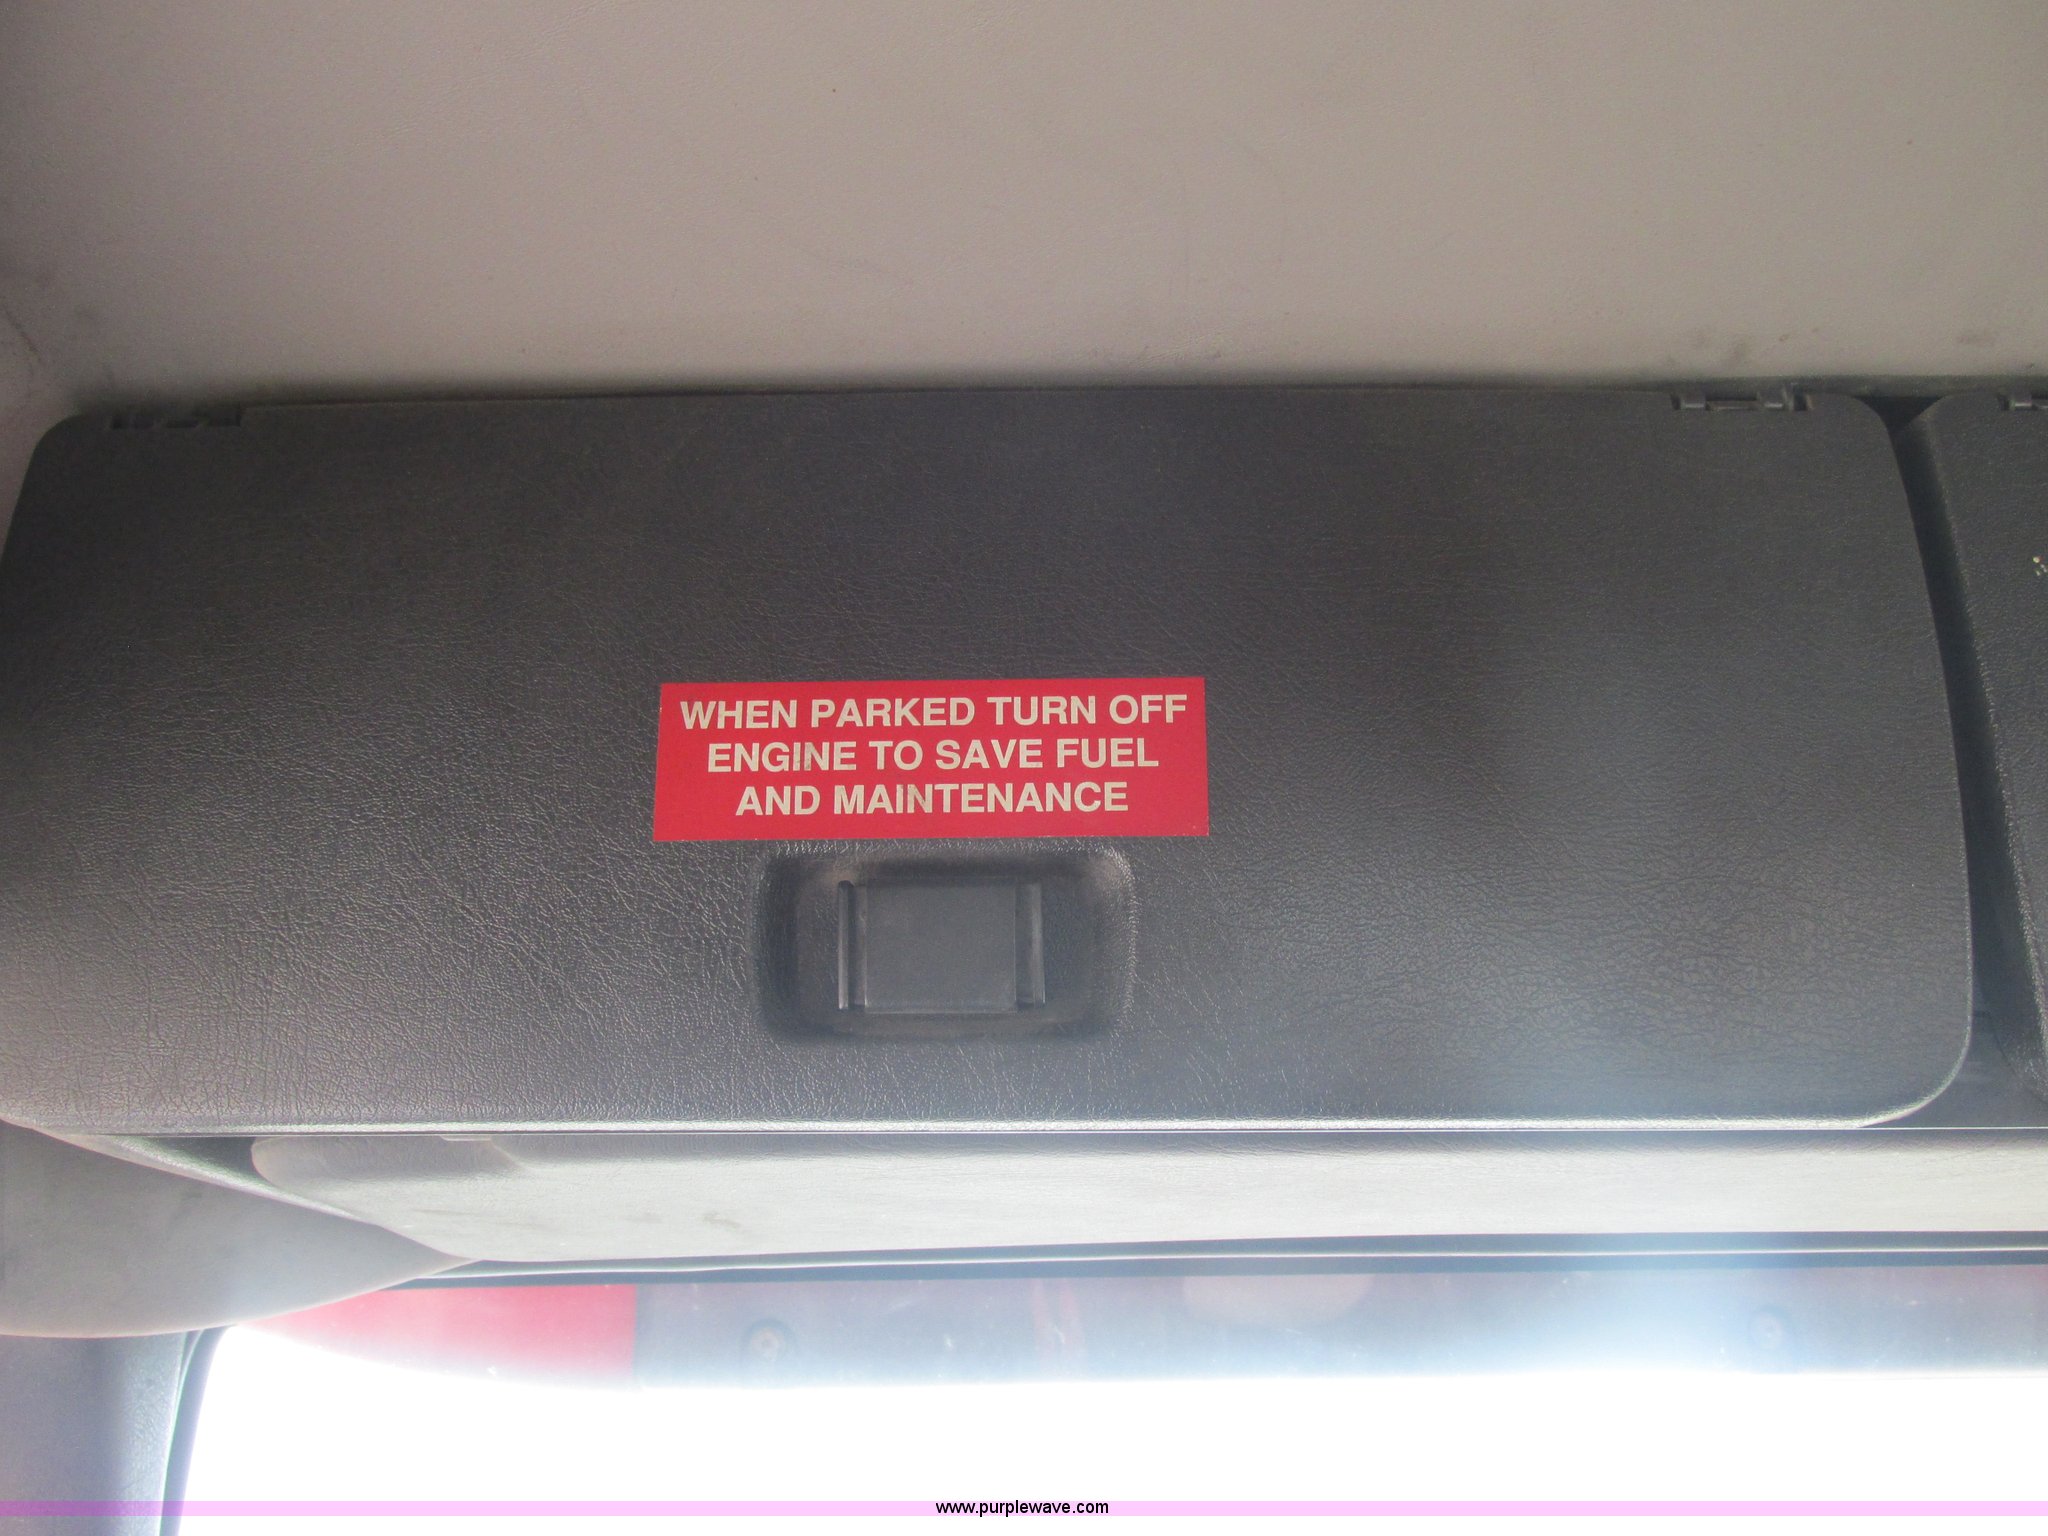 WHEN PARKED TURN OFF
ENGINE TO SAVE FUEL
AND MAINTENANCE
www.purplewave.com